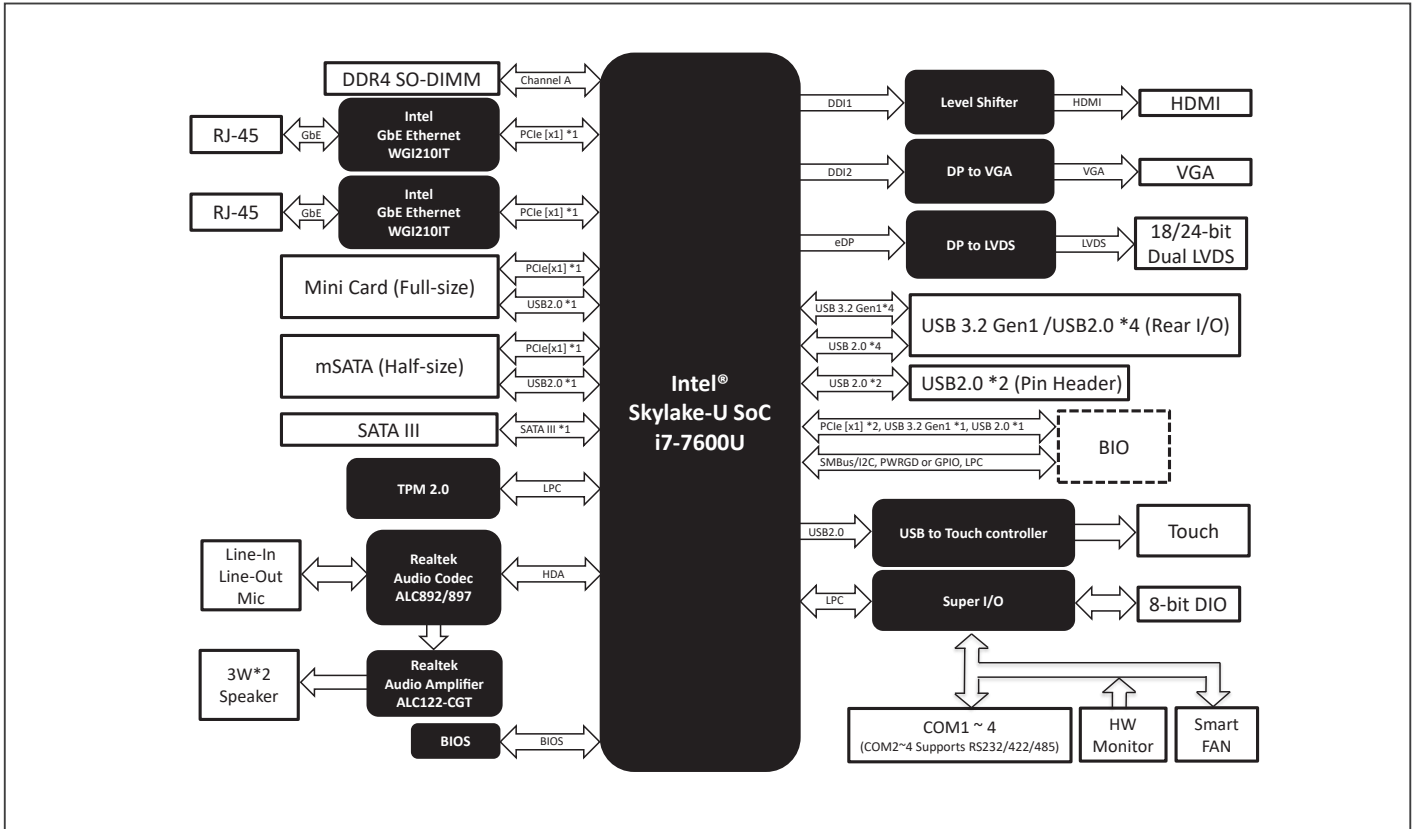 DDR4 SO-DIMM
Channel A
RJ-45
GbE
Intel
GbE Ethernet
WGI210IT
PCIe [x1] *1
RJ-45
GbE
Intel
GbE Ethernet
WGI210IT
PCIe [x1] *1
Mini Card (Full-size)
PCIe[x1] *1
USB2.0 *1
mSATA (Half-size)
PCIe[x1] *1
USB2.0 *1
SATA III
SATA III *1
TPM 2.0
LPC
Line-In
Line-Out
Mic
Realtek
Audio Codec
ALC892/897
HDA
3W*2
Speaker
Realtek
Audio Amplifier
ALC122-CGT
BIOS
BIOS
Intel®
Skylake-U SoC
i7-7600U
DDI1
Level Shifter
HDMI
HDMI
DDI2
DP to VGA
VGA
VGA
eDP
DP to LVDS
LVDS
18/24-bit
Dual LVDS
USB 3.2 Gen1*4
USB 2.0 *4
USB 3.2 Gen1 /USB2.0 *4 (Rear I/O)
USB 2.0 *2
USB2.0 *2 (Pin Header)
PCIe [x1] *2, USB 3.2 Gen1 *1, USB 2.0 *1
SMBus/I2C, PWRGD or GPIO, LPC
BIO
USB2.0
USB to Touch controller
Touch
LPC
Super I/O
8-bit DIO
COM1 ~ 4
(COM2~4 Supports RS232/422/485)
HW
Monitor
Smart
FAN